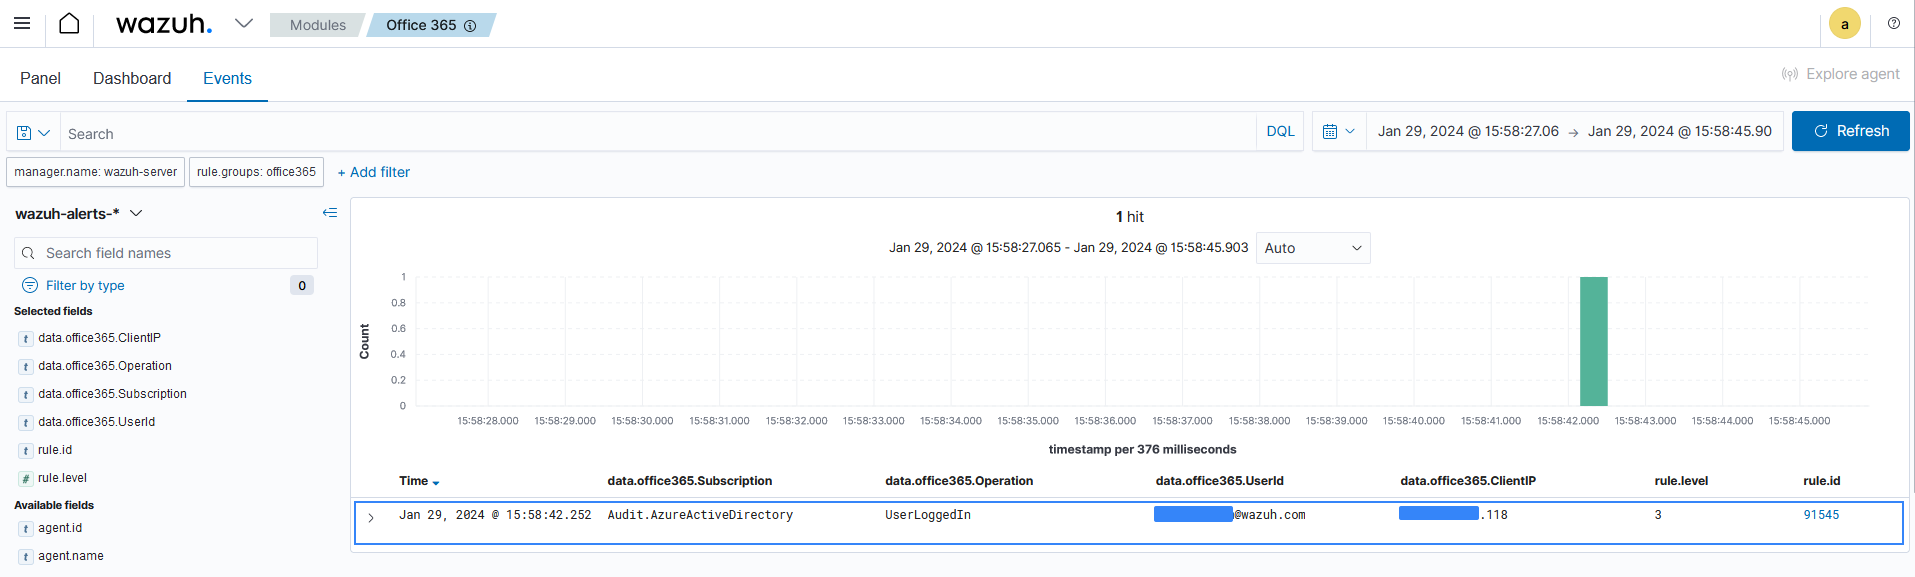 wazuh.
Modules
Office 365
a
Panel
Dashboard
Events
Explore agent
Search
DQL
Jan 29, 2024 @ 15:58:27.06 → Jan 29, 2024 @ 15:58:45.90
Refresh
manager.name: wazuh-server
rule.groups: office365
+ Add filter
wazuh-alerts-*
Search field names
Filter by type
0
Selected fields
t data.office365.ClientIP
t data.office365.Operation
t data.office365.Subscription
t data.office365.UserId
t rule.id
# rule.level
Available fields
t agent.id
t agent.name
1 hit
Jan 29, 2024 @ 15:58:27.065 - Jan 29, 2024 @ 15:58:45.903
Auto
Count
1
0.8
0.6
0.4
0.2
0
15:58:28.000 15:58:29.000 15:58:30.000 15:58:31.000 15:58:32.000 15:58:33.000 15:58:34.000 15:58:35.000 15:58:36.000 15:58:37.000 15:58:38.000 15:58:39.000 15:58:40.000 15:58:41.000 15:58:42.000 15:58:43.000 15:58:44.000 15:58:45.000
timestamp per 376 milliseconds
Time data.office365.Subscription data.office365.Operation data.office365.UserId data.office365.ClientIP rule.level rule.id
Jan 29, 2024 @ 15:58:42.252 Audit.AzureActiveDirectory UserLoggedIn @wazuh.com .118 3 91545